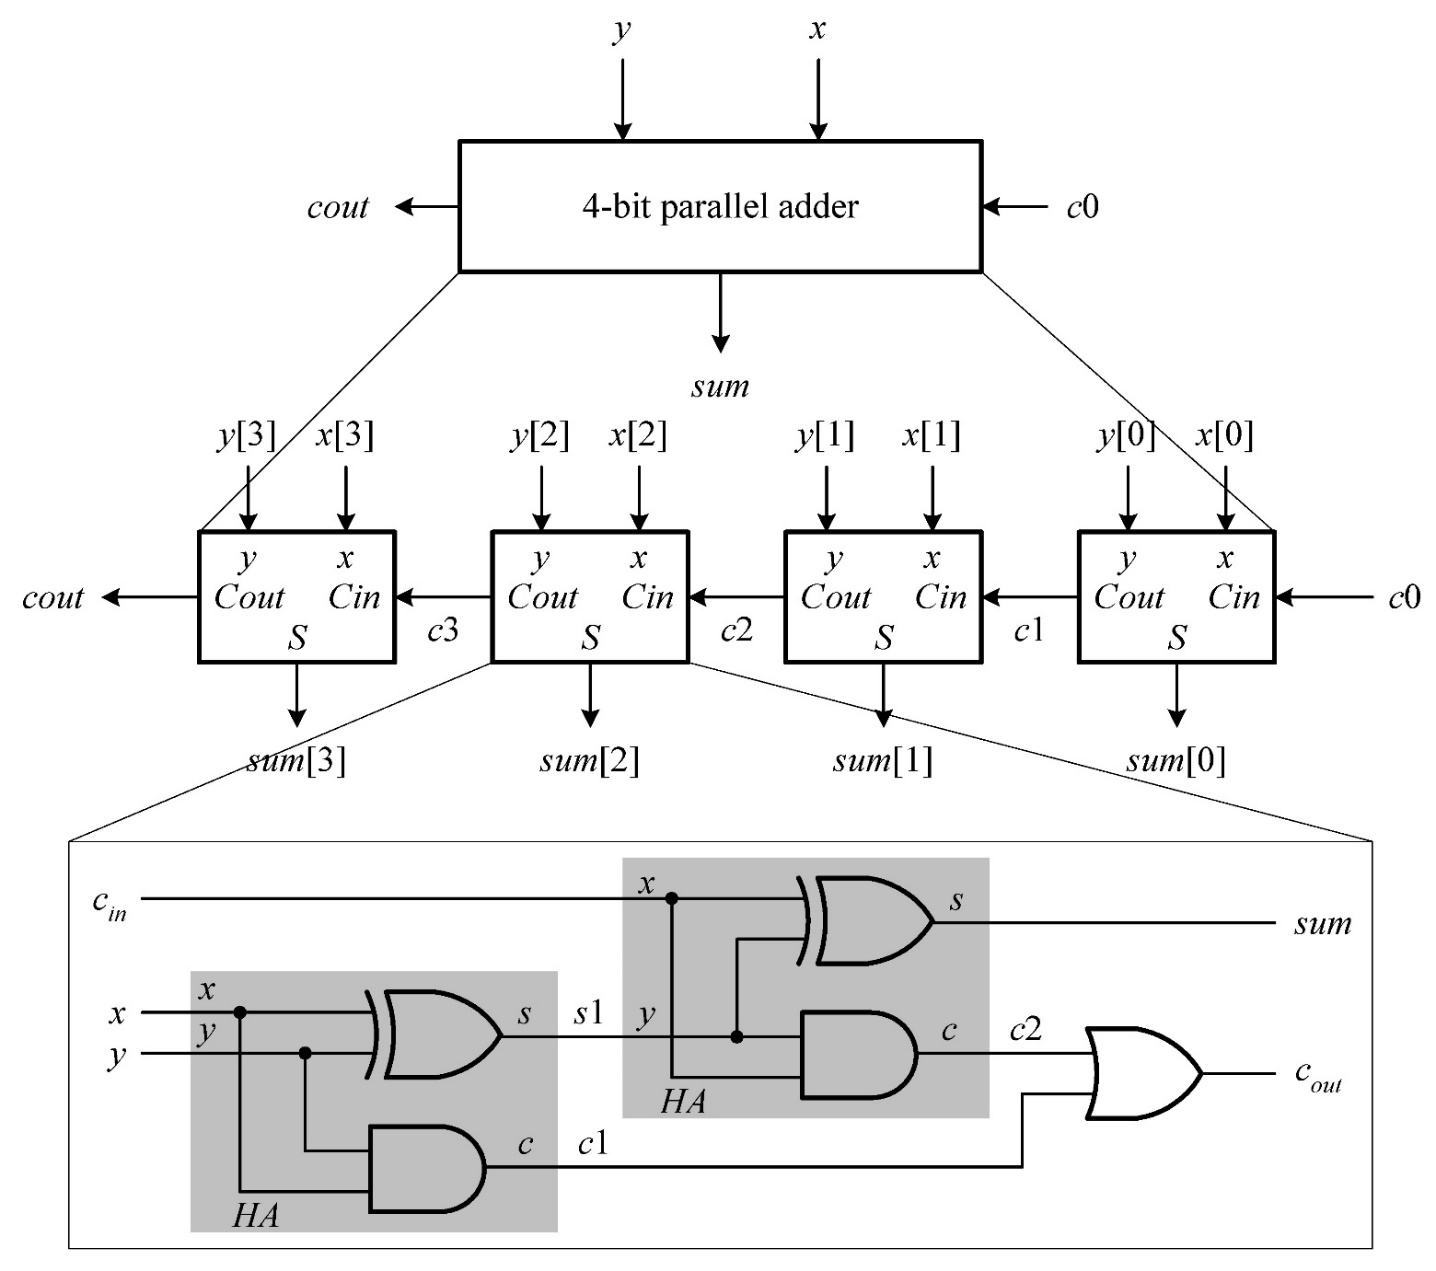 y x
cout 4-bit parallel adder c0
sum
y[3] x[3] y[2] x[2] y[1] x[1] y[0] x[0]
y x y x y x y x
cout Cout Cin Cout Cin Cout Cin Cout Cin c0
c3 c2 c1
S S S S
sum[3] sum[2] sum[1] sum[0]
c_in x s sum
x x s s1 y c c2
y y c_out
HA
c c1
HA